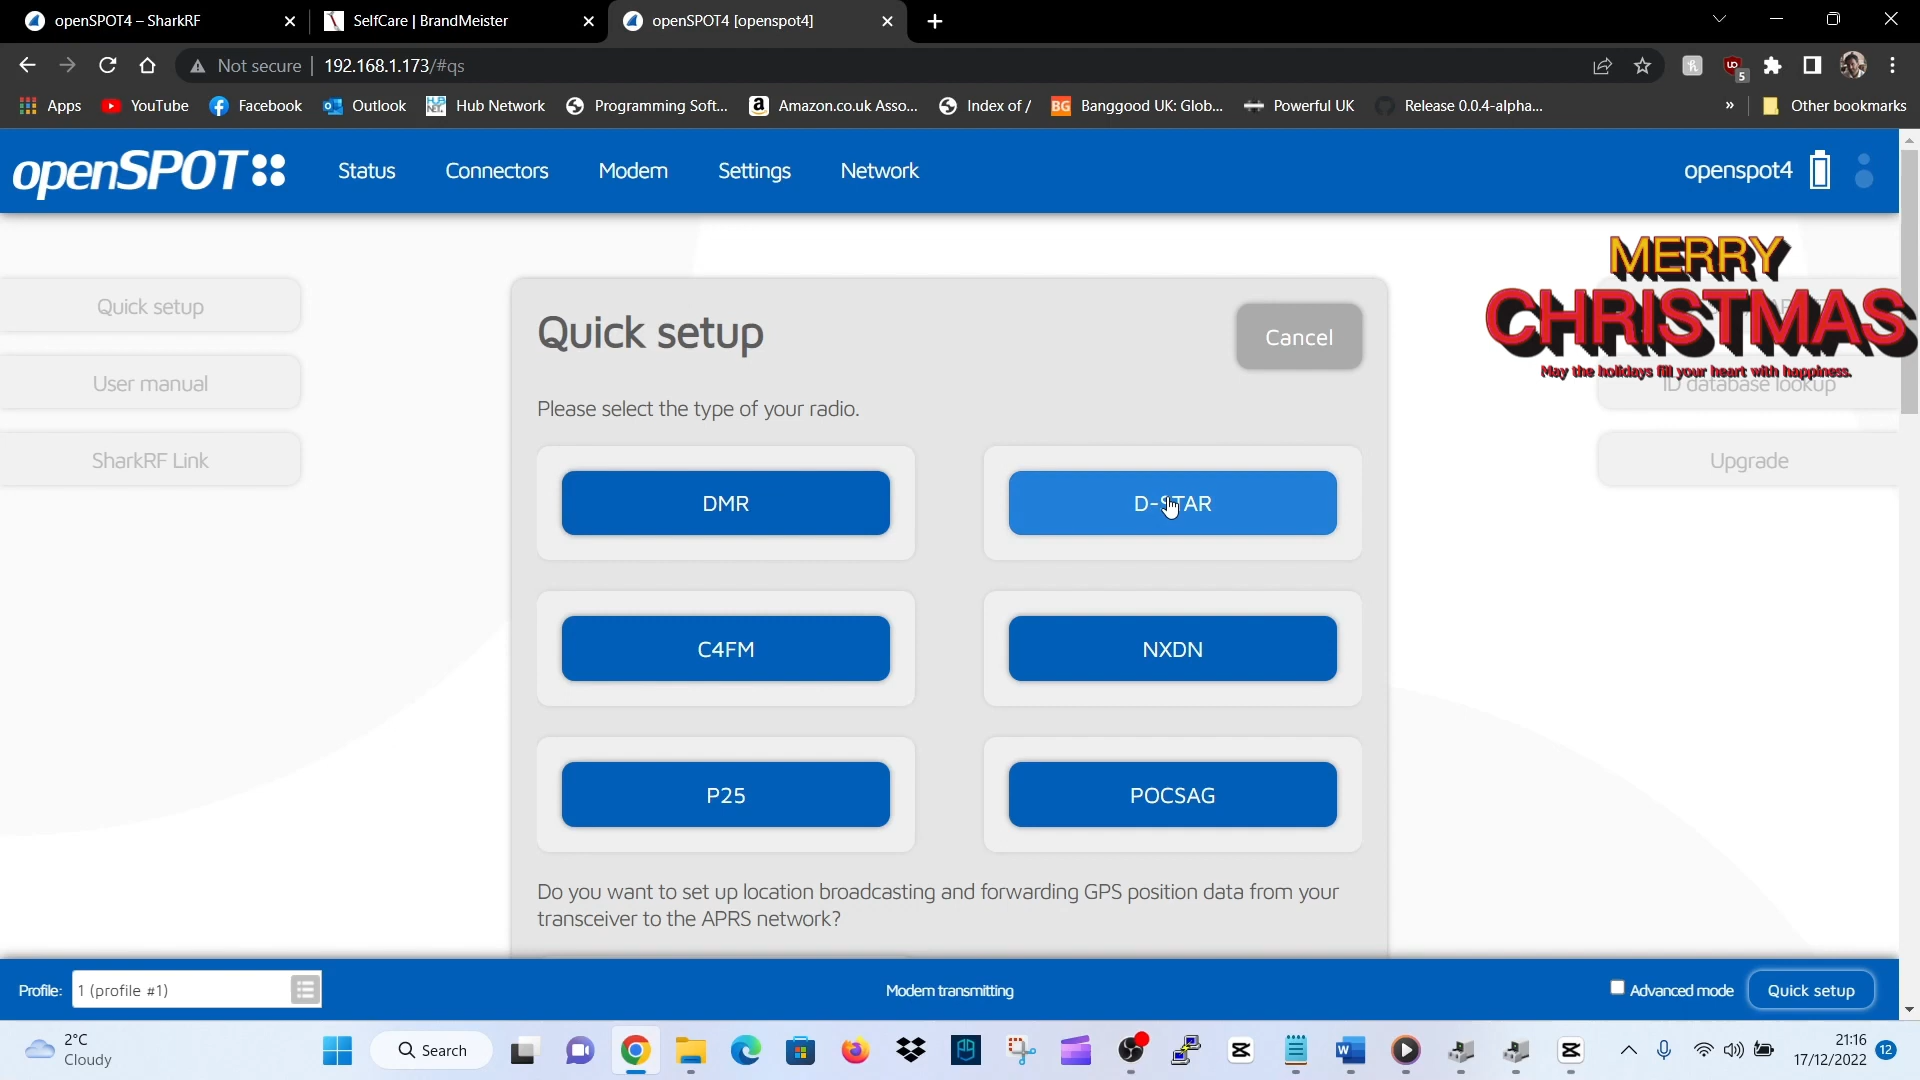 openSPOT4 – SharkRF
SelfCare | BrandMeister
openSPOT4 [openspot4]
Not secure
192.168.1.173/#qs
5
Apps
YouTube
Facebook
Outlook
Hub Network
Programming Soft...
Amazon.co.uk Asso...
Index of /
Banggood UK: Glob...
Powerful UK
Release 0.0.4-alpha...
»
Other bookmarks
openSPOT
Status
Connectors
Modem
Settings
Network
openspot4
MERRY
CHRISTMAS
May the holidays fill your heart with happiness.
Quick setup
User manual
SharkRF Link
ID database lookup
Upgrade
Quick setup
Cancel
Please select the type of your radio.
DMR
D-STAR
C4FM
NXDN
P25
POCSAG
Do you want to set up location broadcasting and forwarding GPS position data from your
transceiver to the APRS network?
Profile:
1 (profile #1)
Modem transmitting
Advanced mode
Quick setup
2°C
Cloudy
Search
21:16
17/12/2022
12